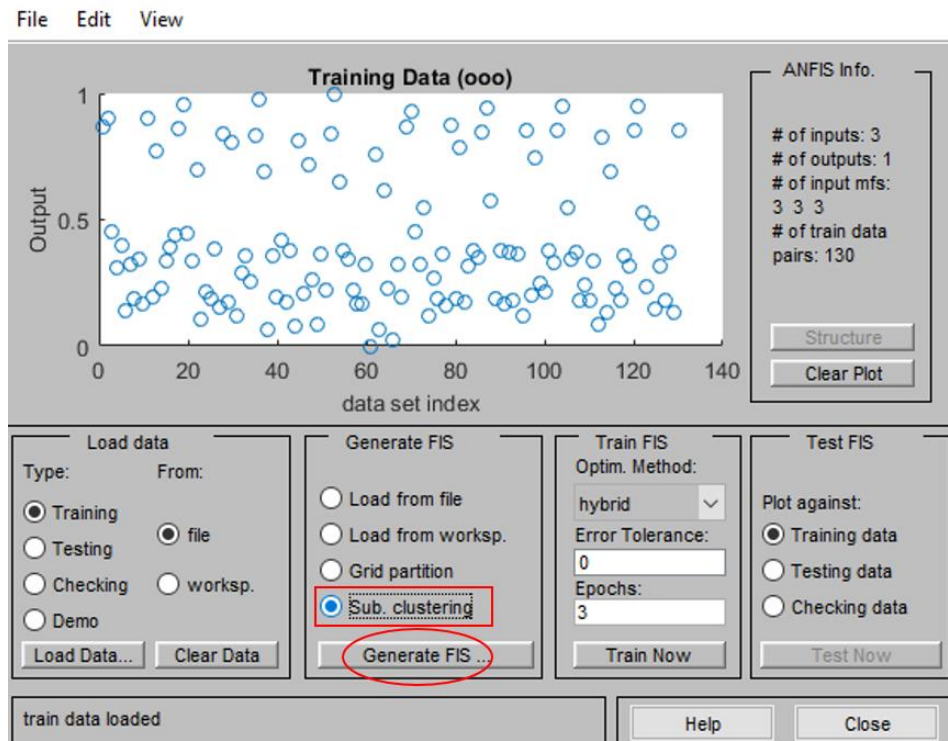 File Edit View
Training Data (ooo)
1
0.5
0
Output
0 20 40 60 80 100 120 140
data set index
ANFIS Info.
# of inputs: 3
# of outputs: 1
# of input mfs:
3 3 3
# of train data
pairs: 130
Structure
Clear Plot
Load data
Type: From:
Training
file
Testing
Checking
worksp.
Demo
Load Data... Clear Data
Generate FIS
Load from file
Load from worksp.
Grid partition
Sub. clustering
Generate FIS ...
Train FIS
Optim. Method:
hybrid
Error Tolerance:
0
Epochs:
3
Train Now
Test FIS
Plot against:
Training data
Testing data
Checking data
Test Now
train data loaded
Help Close